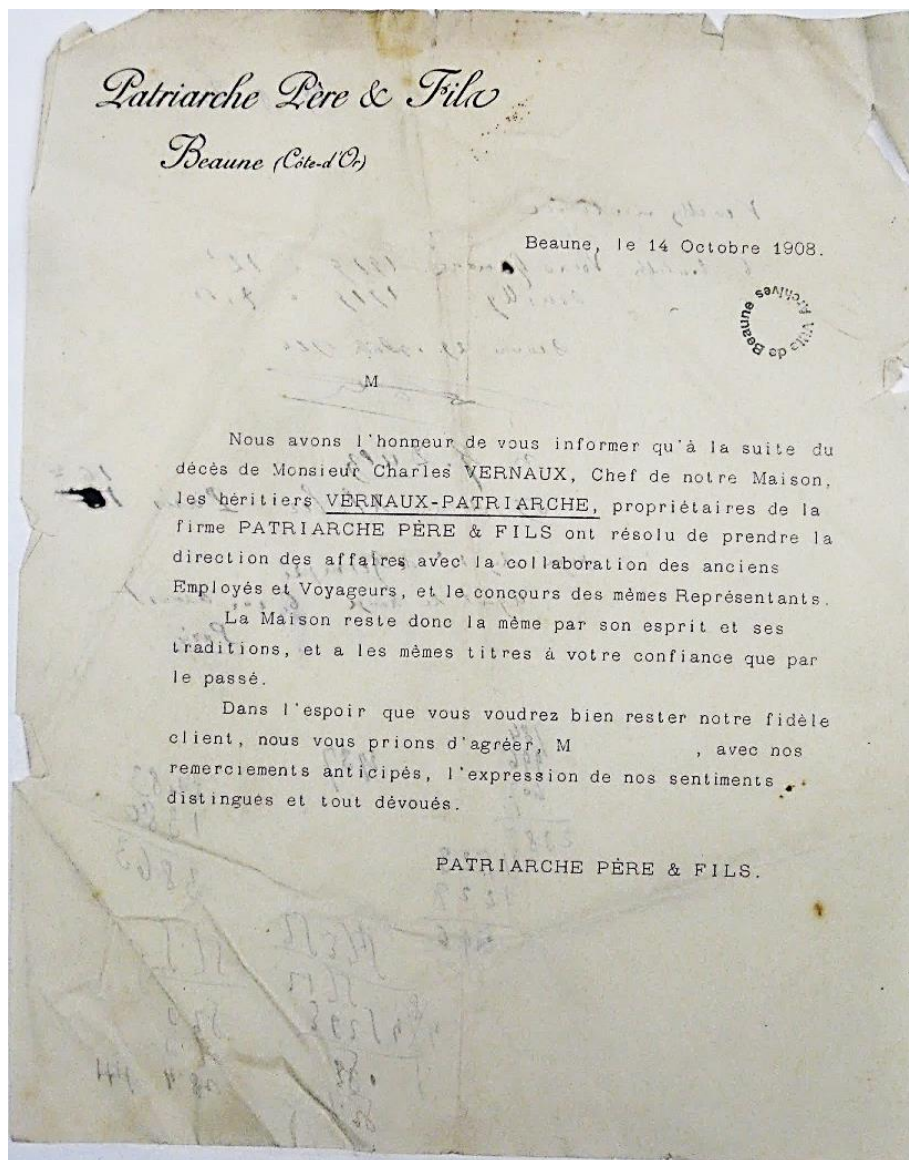 Patriarche Père & Fils
Beaune (Côte-d'Or)
Beaune, le 14 Octobre 1908.
Archives Ville de Beaune
M
Nous avons l'honneur de vous informer qu'à la suite du
décès de Monsieur Charles VERNAUX, Chef de notre Maison,
les héritiers VERNAUX-PATRIARCHE, propriétaires de la
firme PATRIARCHE PÈRE & FILS ont résolu de prendre la
direction des affaires avec la collaboration des anciens
Employés et Voyageurs, et le concours des mêmes Représentants.
La Maison reste donc la même par son esprit et ses
traditions, et a les mêmes titres à votre confiance que par
le passé.
Dans l'espoir que vous voudrez bien rester notre fidèle
client, nous vous prions d'agréer, M , avec nos
remerciements anticipés, l'expression de nos sentiments
distingués et tout dévoués.
PATRIARCHE PÈRE & FILS.